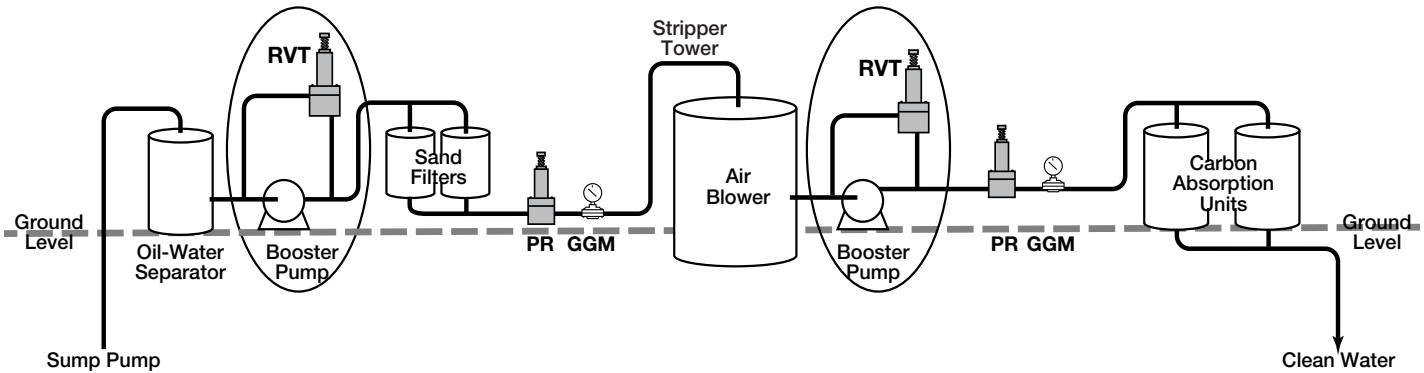 RVT
Stripper
Tower
RVT
Sand
Filters
Air
Blower
Carbon
Absorption
Units
Ground
Level
Ground
Level
Oil-Water
Separator
Booster
Pump
PR GGM
Booster
Pump
PR GGM
Sump Pump
Clean Water